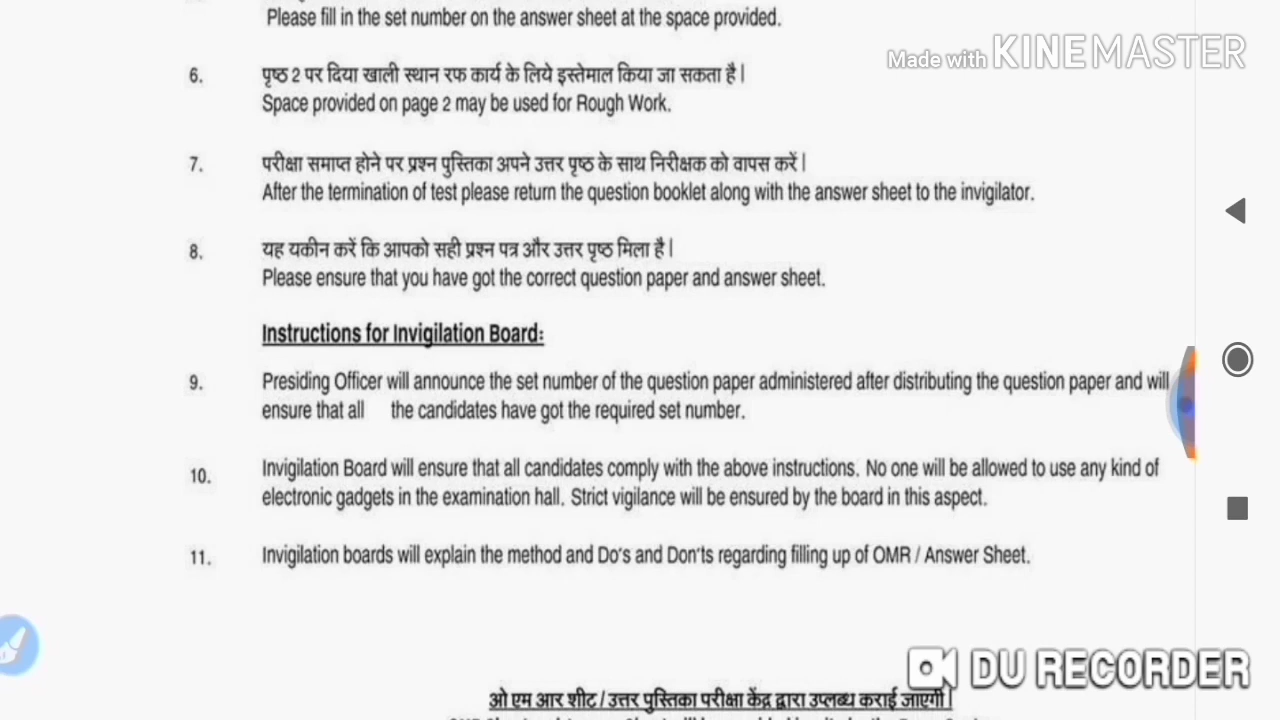 Please fill in the set number on the answer sheet at the space provided.
Made with KINEMASTER
6. पृष्ठ 2 पर दिया खाली स्थान रफ कार्य के लिये इस्तेमाल किया जा सकता है|
Space provided on page 2 may be used for Rough Work.
7. परीक्षा समाप्त होने पर प्रश्न पुस्तिका अपने उत्तर पृष्ठ के साथ निरीक्षक को वापस करें|
After the termination of test please return the question booklet along with the answer sheet to the invigilator.
8. यह यकीन करें कि आपको सही प्रश्न पत्र और उत्तर पृष्ठ मिला है|
Please ensure that you have got the correct question paper and answer sheet.
Instructions for Invigilation Board:
9. Presiding Officer will announce the set number of the question paper administered after distributing the question paper and will
ensure that all the candidates have got the required set number.
10. Invigilation Board will ensure that all candidates comply with the above instructions. No one will be allowed to use any kind of
electronic gadgets in the examination hall. Strict vigilance will be ensured by the board in this aspect.
11. Invigilation boards will explain the method and Do's and Don'ts regarding filling up of OMR / Answer Sheet.
DU RECORDER
ओ एम आर शीट / उत्तर पुस्तिका परीक्षा केंद्र द्वारा उप्लब्ध कराई जाएगी|